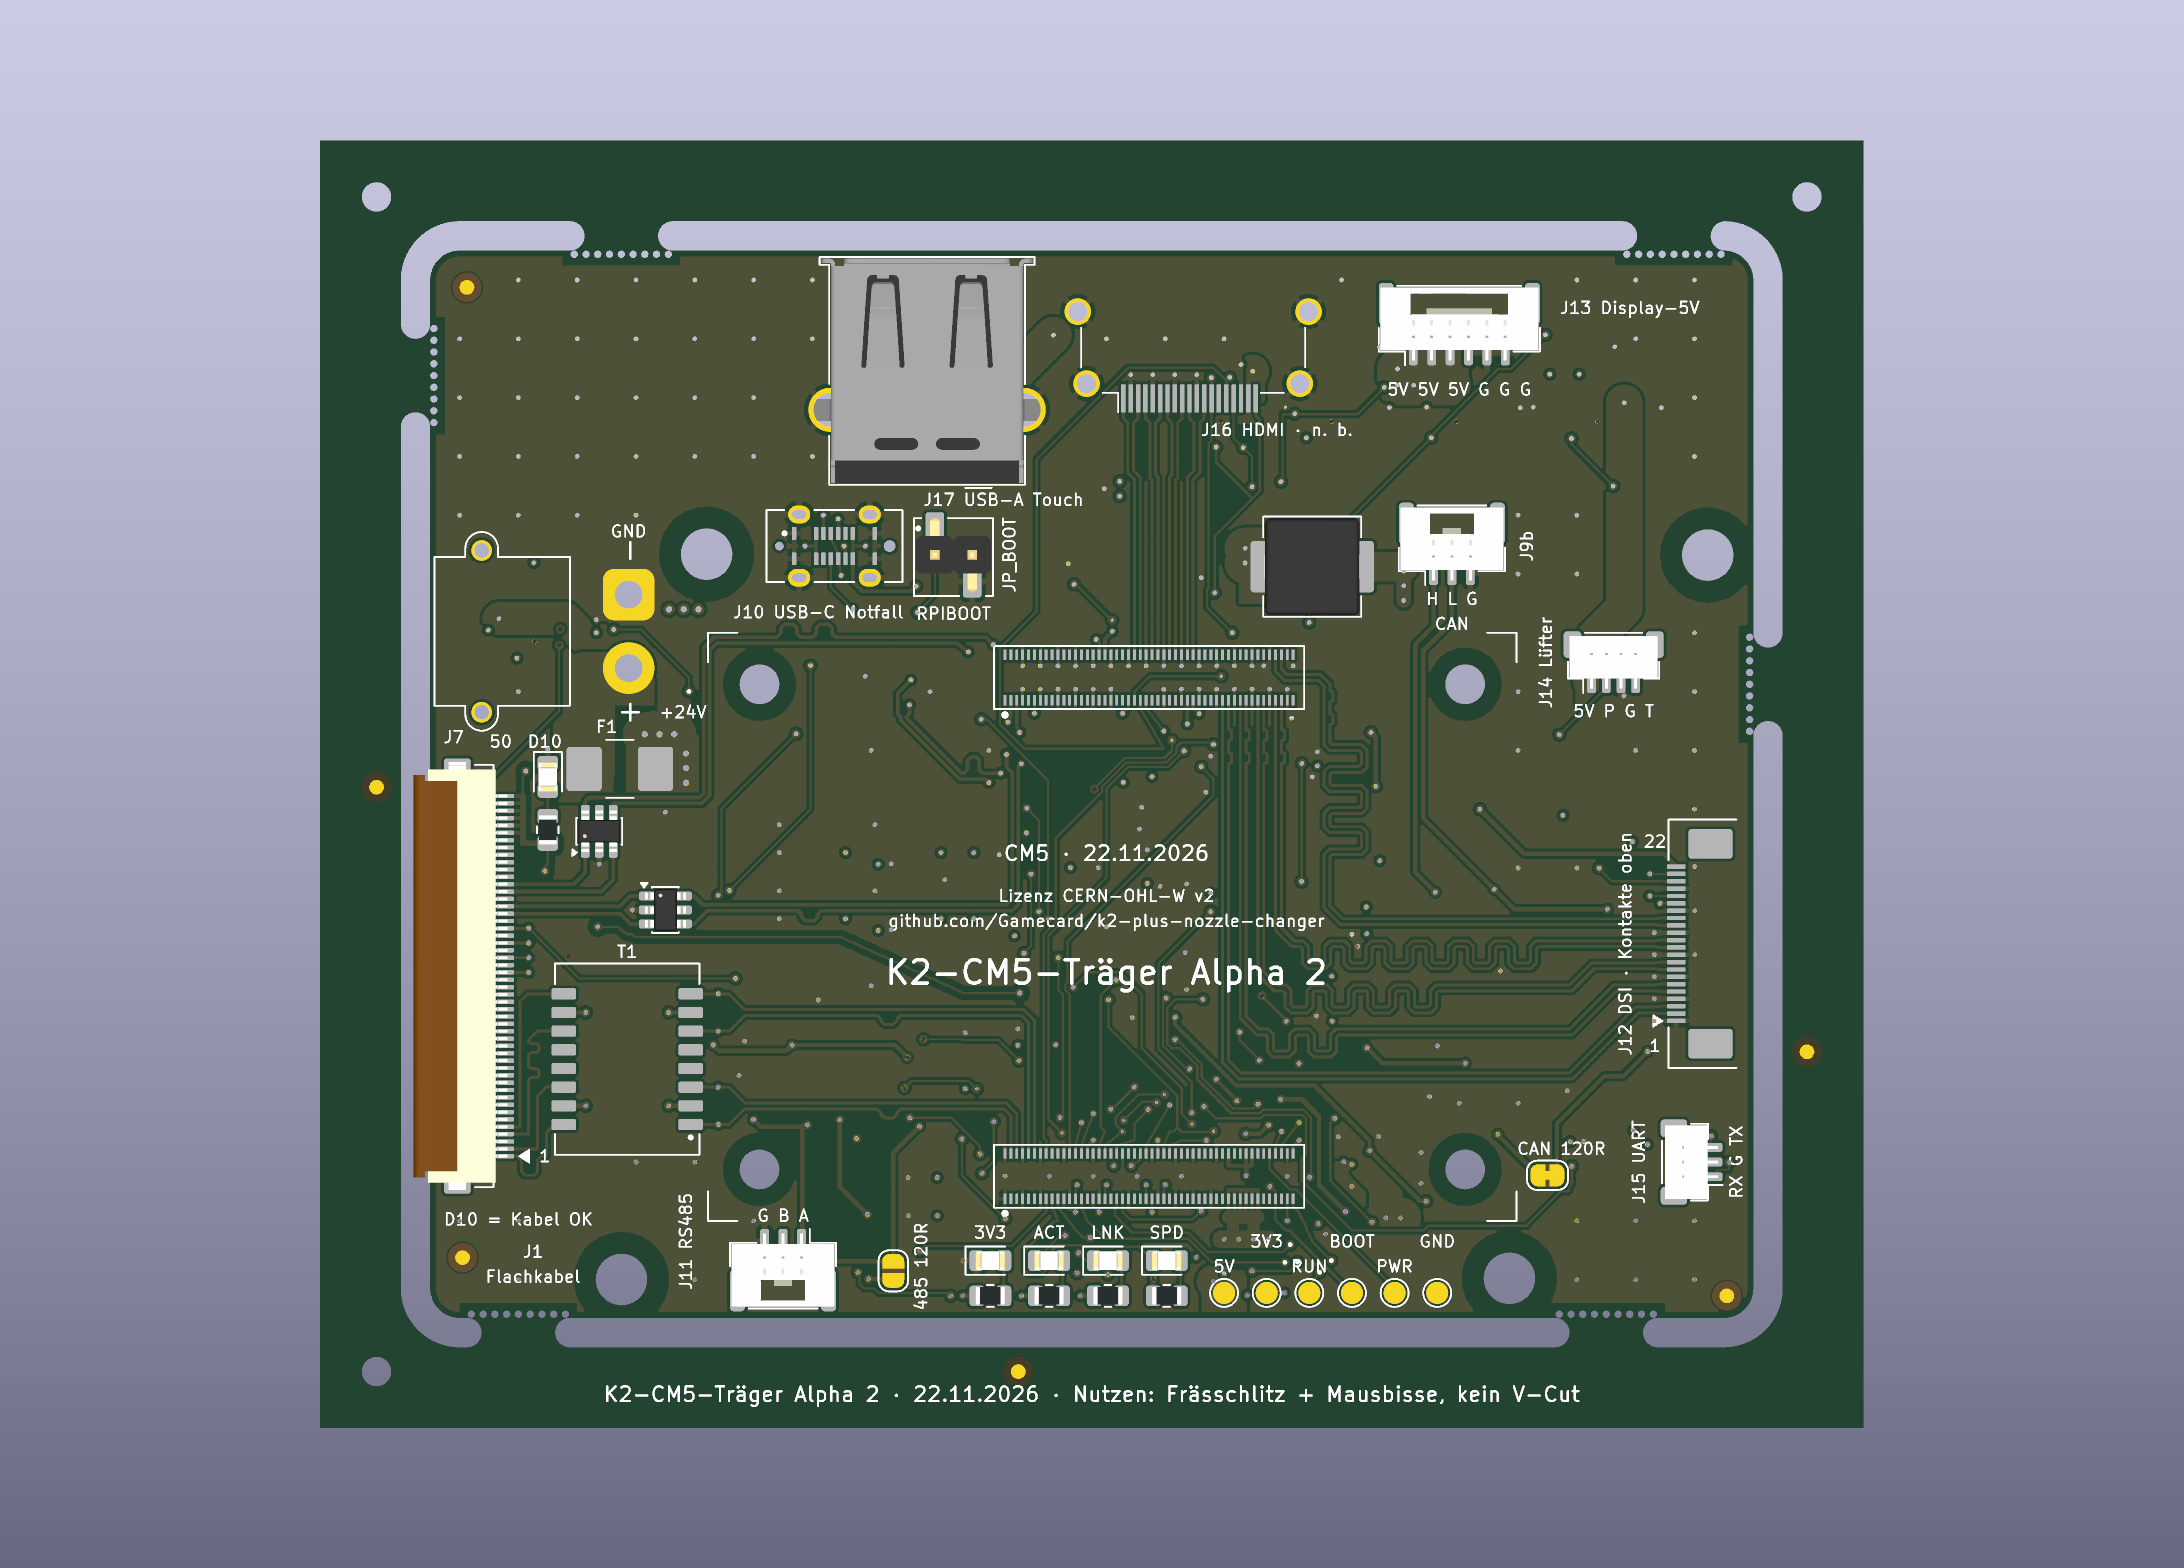 J13 Display-5V
5V 5V 5V G G G
J16 HDMI · n. b.
J17 USB-A Touch
GND
JP_BOOT
J9b
J10 USB-C Notfall
RPIBOOT
H L G
CAN
J14 Lüfter
+
+24V
5V P G T
F1
J7
50
D10
22
CM5 · 22.11.2026
Lizenz CERN-OHL-W v2
github.com/Gamecard/k2-plus-nozzle-changer
T1
K2-CM5-Träger Alpha 2
J12 DSI · Kontakte oben
1
1
CAN 120R
J15 UART
RX G TX
D10 = Kabel OK
J1
Flachkabel
J11 RS485
G B A
485 120R
3V3
ACT
LNK
SPD
3V3
BOOT
GND
5V
RUN
PWR
K2-CM5-Träger Alpha 2 · 22.11.2026 · Nutzen: Frässchlitz + Mausbisse, kein V-Cut